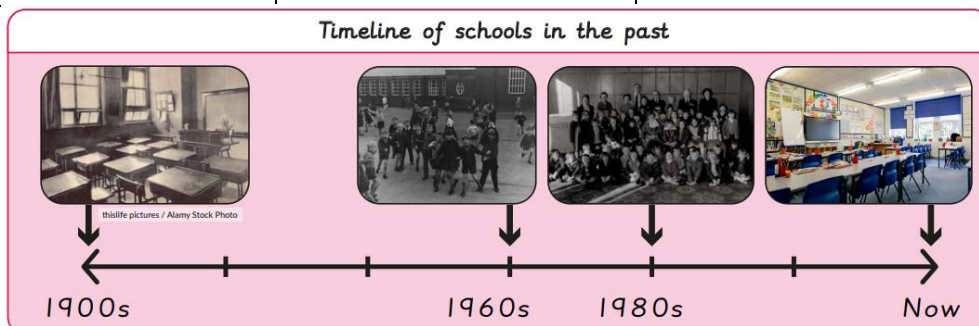 Timeline of schools in the past
thislife pictures / Alamy Stock Photo
1900s 1960s 1980s Now